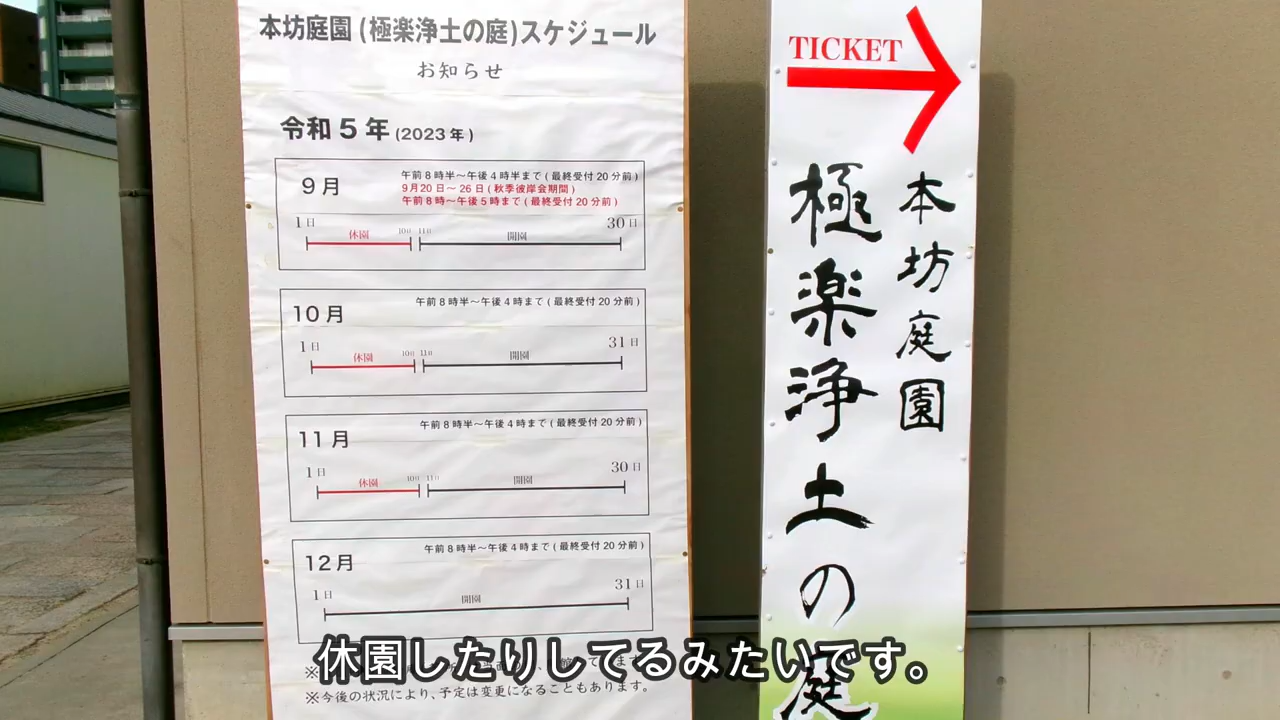 本坊庭園(極楽浄土の庭)スケジュール
お知らせ
令和5年(2023年)
9月
午前8時半〜午後4時半まで(最終受付20分前)
9月20日〜26日(秋季彼岸会期間)
午前8時〜午後5時まで(最終受付20分前)
1日 休園 10日 11日 開園 30日
10月
午前8時半〜午後4時まで(最終受付20分前)
1日 休園 10日 11日 開園 31日
11月
午前8時半〜午後4時まで(最終受付20分前)
1日 休園 10日 11日 開園 30日
12月
午前8時半〜午後4時まで(最終受付20分前)
1日 開園 31日
※今後の状況により、予定は変更になることもあります。
TICKET
本坊庭園
極楽浄土の庭
休園したりしてるみたいです。